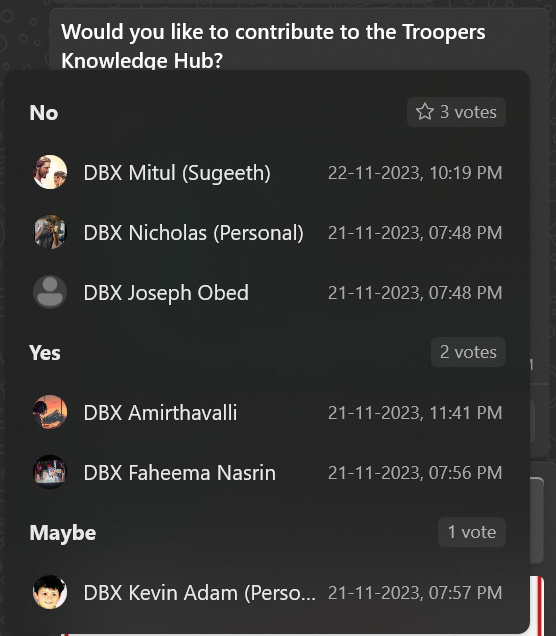 Would you like to contribute to the Troopers
Knowledge Hub?
No
3 votes
DBX Mitul (Sugeeth)
22-11-2023, 10:19 PM
DBX Nicholas (Personal)
21-11-2023, 07:48 PM
DBX Joseph Obed
21-11-2023, 07:48 PM
Yes
2 votes
DBX Amirthavalli
21-11-2023, 11:41 PM
DBX Faheema Nasrin
21-11-2023, 07:56 PM
Maybe
1 vote
DBX Kevin Adam (Perso...
21-11-2023, 07:57 PM